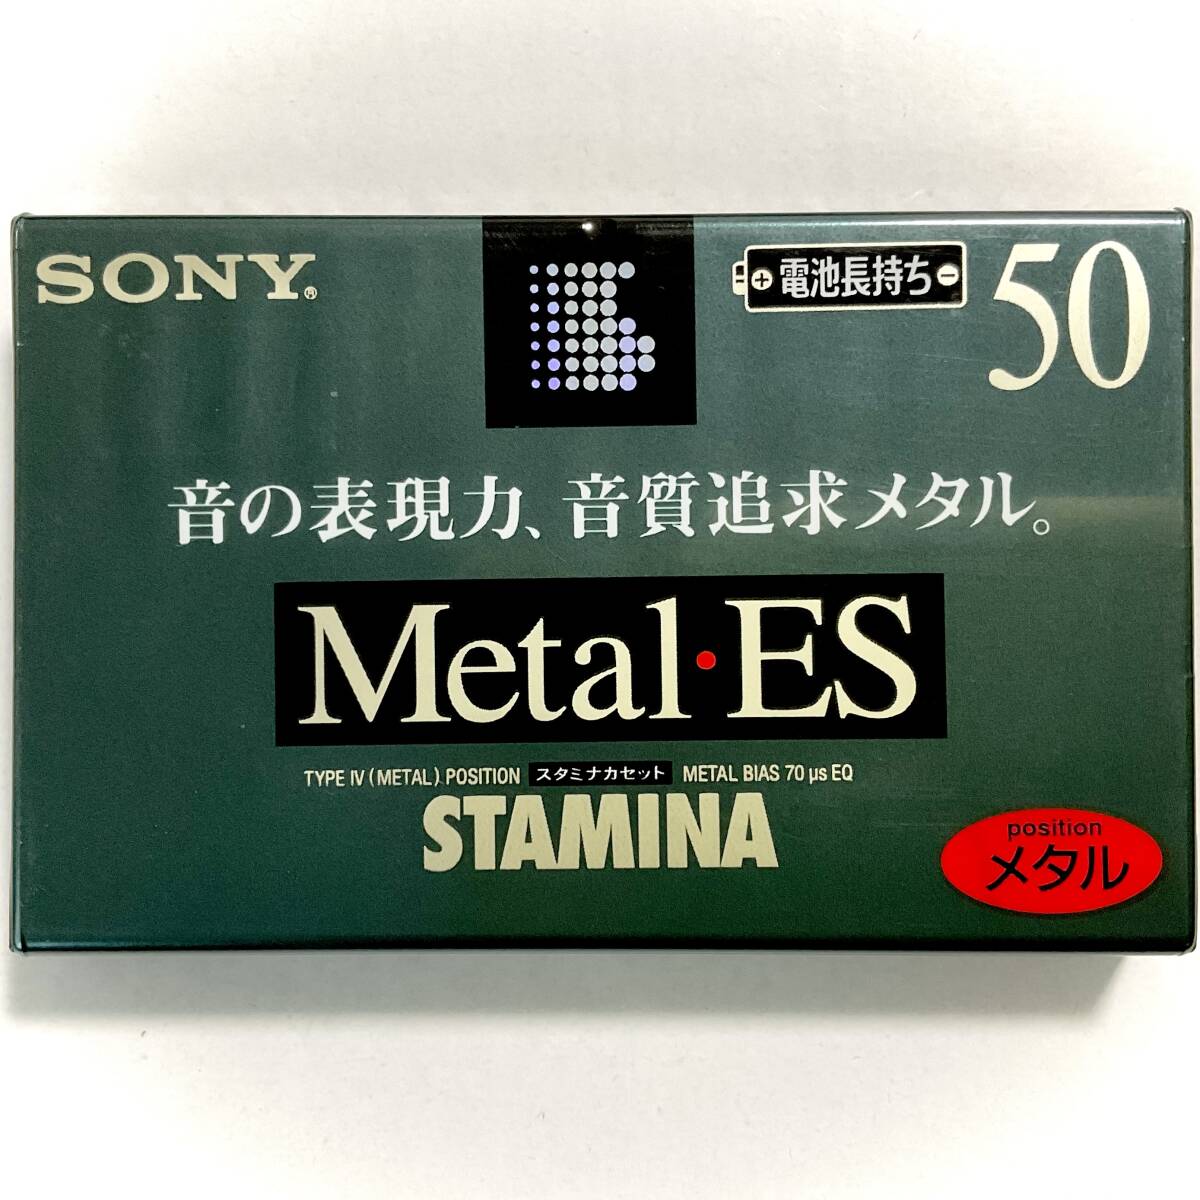 SONY®
+ 電池長持ち -
50
音の表現力、音質追求メタル。
Metal·ES
TYPE IV (METAL) POSITION スタミナカセット METAL BIAS 70 μs EQ
STAMINA
position
メタル